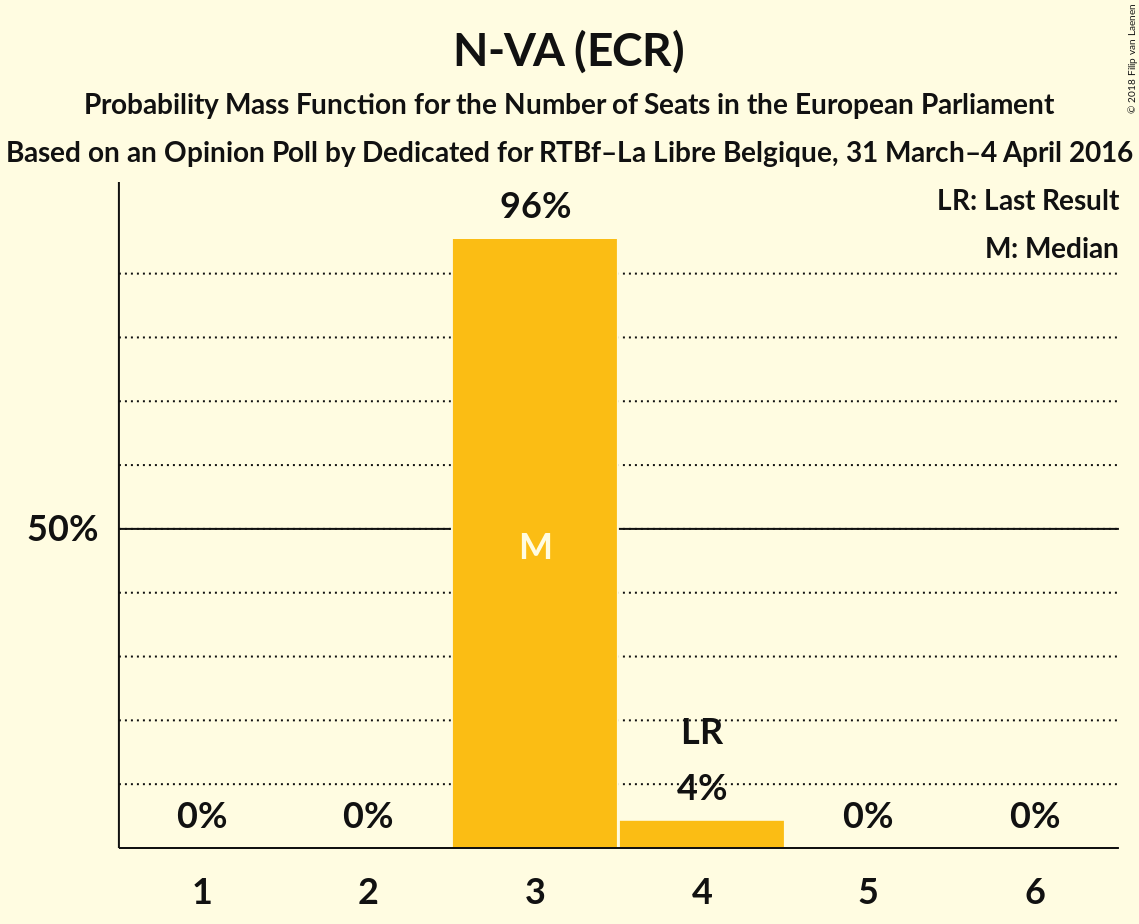 N-VA (ECR)
Probability Mass Function for the Number of Seats in the European Parliament
Based on an Opinion Poll by Dedicated for RTBf–La Libre Belgique, 31 March–4 April 2016
© 2018 Filip van Laenen
LR: Last Result
M: Median
96%
50%
M
LR
4%
0%
0%
0%
0%
1
2
3
4
5
6